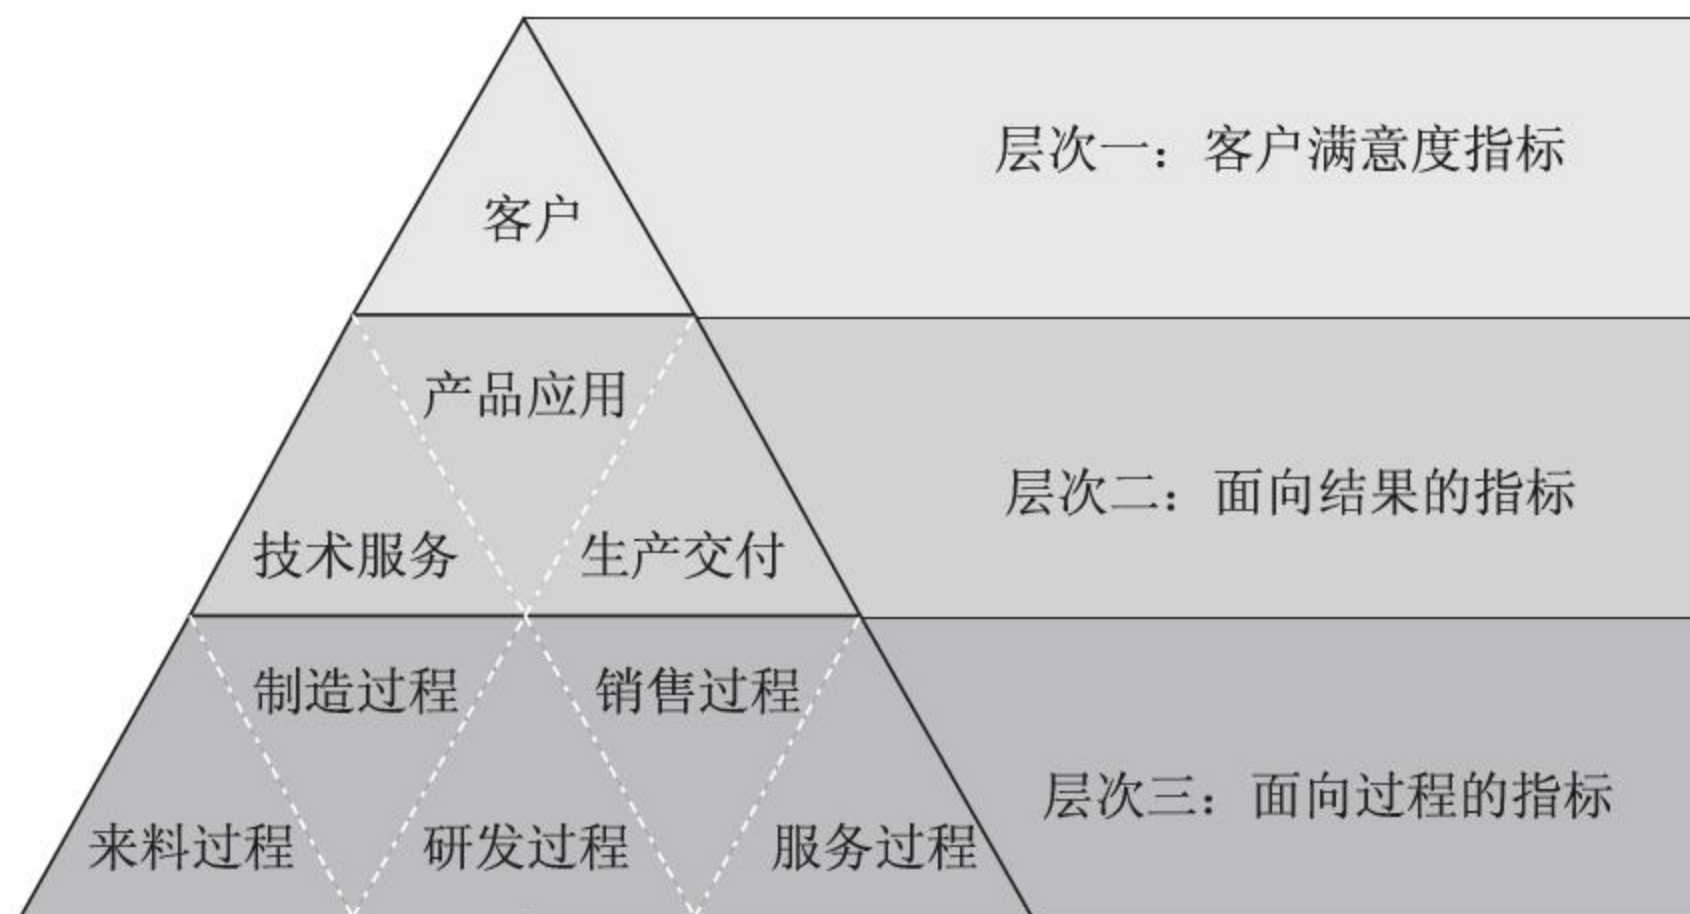 层次一：客户满意度指标
客户
产品应用
层次二：面向结果的指标
技术服务
生产交付
制造过程
销售过程
层次三：面向过程的指标
来料过程
研发过程
服务过程